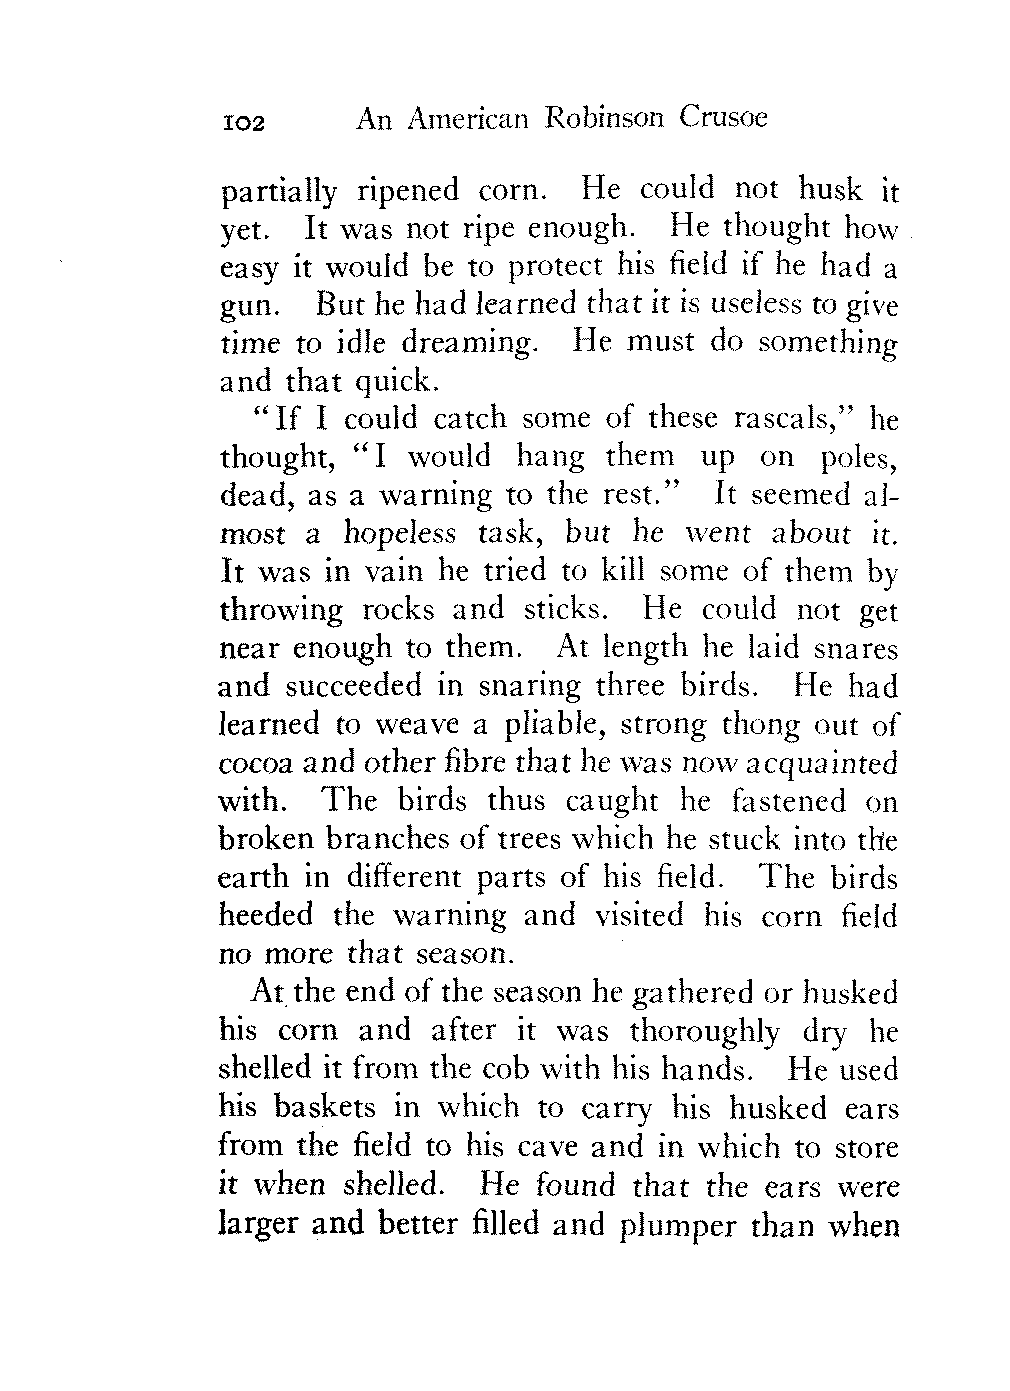 102 An American Robinson Crusoe
partially ripened corn. He could not husk it
yet. It was not ripe enough. He thought how
easy it would be to protect his field if he had a
gun. But he had learned that it is useless to give
time to idle dreaming. He must do something
and that quick.
“If I could catch some of these rascals,” he
thought, “I would hang them up on poles,
dead, as a warning to the rest.” It seemed al-
most a hopeless task, but he went about it.
It was in vain he tried to kill some of them by
throwing rocks and sticks. He could not get
near enough to them. At length he laid snares
and succeeded in snaring three birds. He had
learned to weave a pliable, strong thong out of
cocoa and other fibre that he was now acquainted
with. The birds thus caught he fastened on
broken branches of trees which he stuck into the
earth in different parts of his field. The birds
heeded the warning and visited his corn field
no more that season.
At the end of the season he gathered or husked
his corn and after it was thoroughly dry he
shelled it from the cob with his hands. He used
his baskets in which to carry his husked ears
from the field to his cave and in which to store
it when shelled. He found that the ears were
larger and better filled and plumper than when